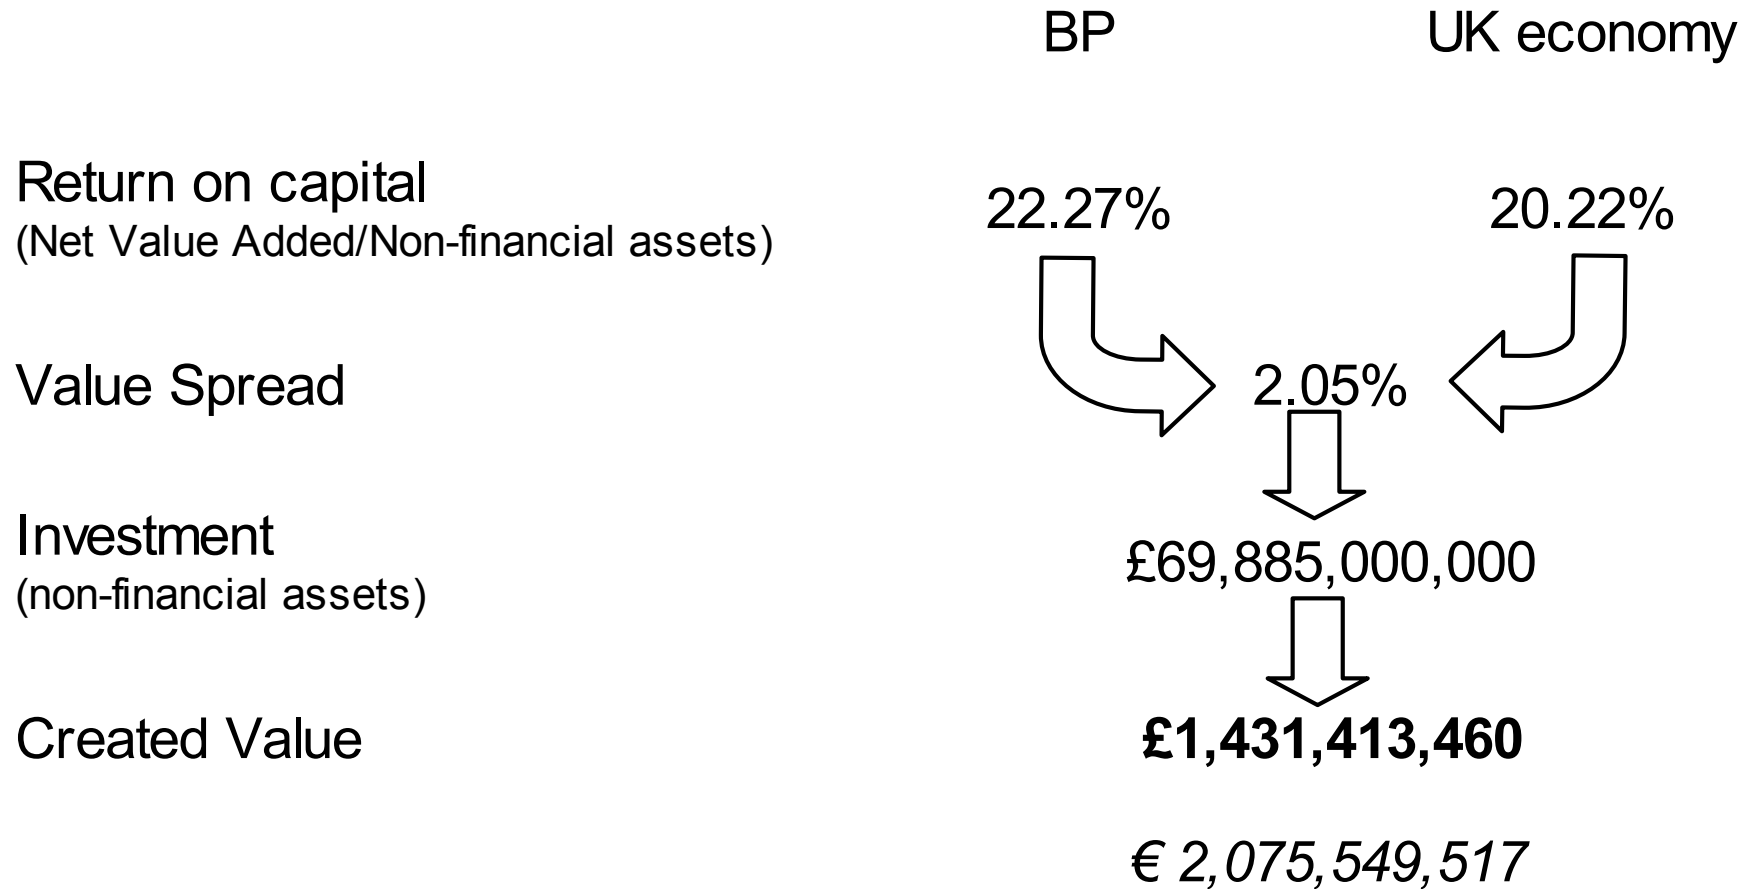 BP UK economy
Return on capital 22.27% 20.22%
(Net Value Added/Non-financial assets)
Value Spread 2.05%
Investment £69,885,000,000
(non-financial assets)
Created Value £1,431,413,460
€ 2,075,549,517